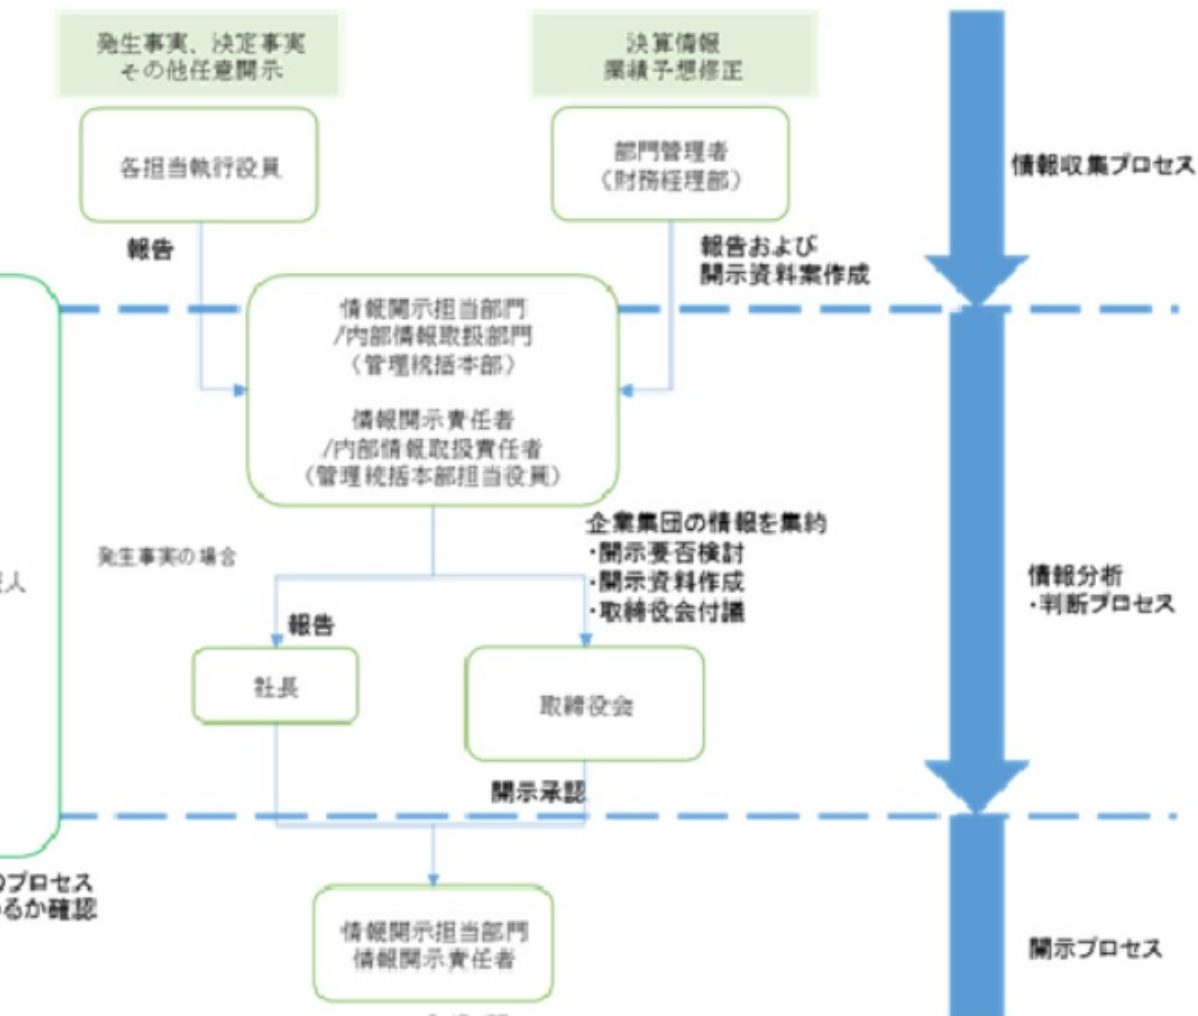 発生事実、決定事実
その他任意開示
決算情報
業績予想修正
各担当執行役員
部門管理者
（財務経理部）
情報収集プロセス
報告
報告および
開示資料案作成
情報開示担当部門
/内部情報取扱部門
（管理統括本部）
情報開示責任者
/内部情報取扱責任者
（管理統括本部担当役員）
企業集団の情報を集約
・開示要否検討
・開示資料作成
・取締役会付議
発生事実の場合
人
情報分析
・判断プロセス
報告
社長
取締役会
開示承認
のプロセス
るか確認
情報開示担当部門
情報開示責任者
開示プロセス